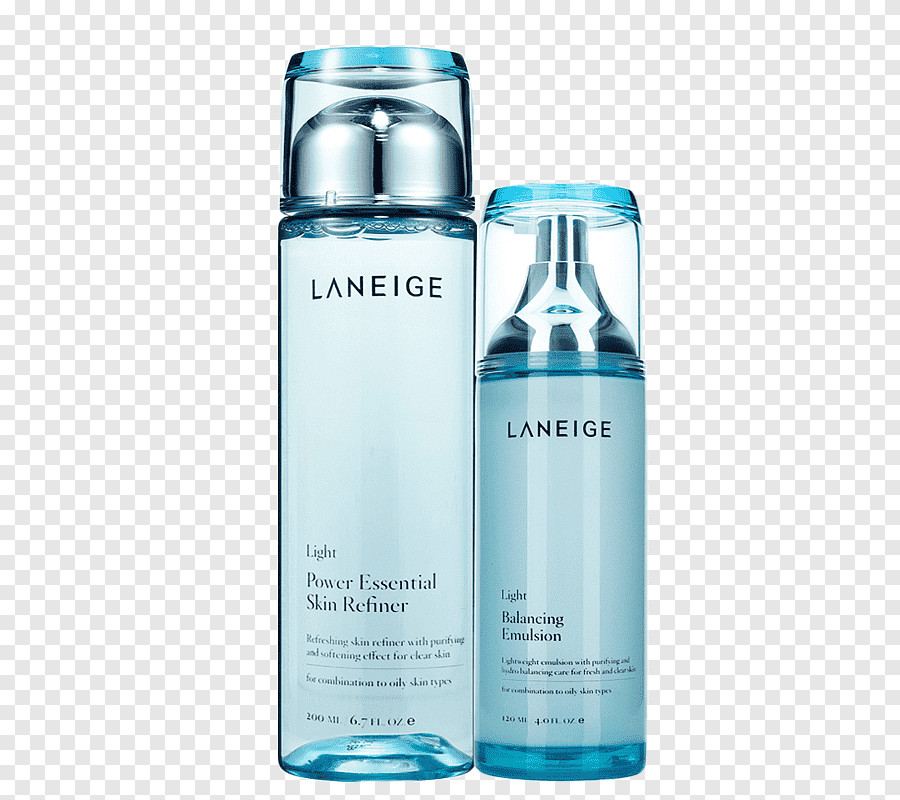 LANEIGE
Light
Power Essential
Skin Refiner
Refreshing skin refiner with purifying
and softening effect for clear skin
for combination to oily skin types
200 ML / 6.7 FL. OZ. e
LANEIGE
Light
Balancing
Emulsion
Lightweight emulsion with purifying and
hydro balancing care for fresh and clear skin
for combination to oily skin types
120 ML / 4.0 FL. OZ. e